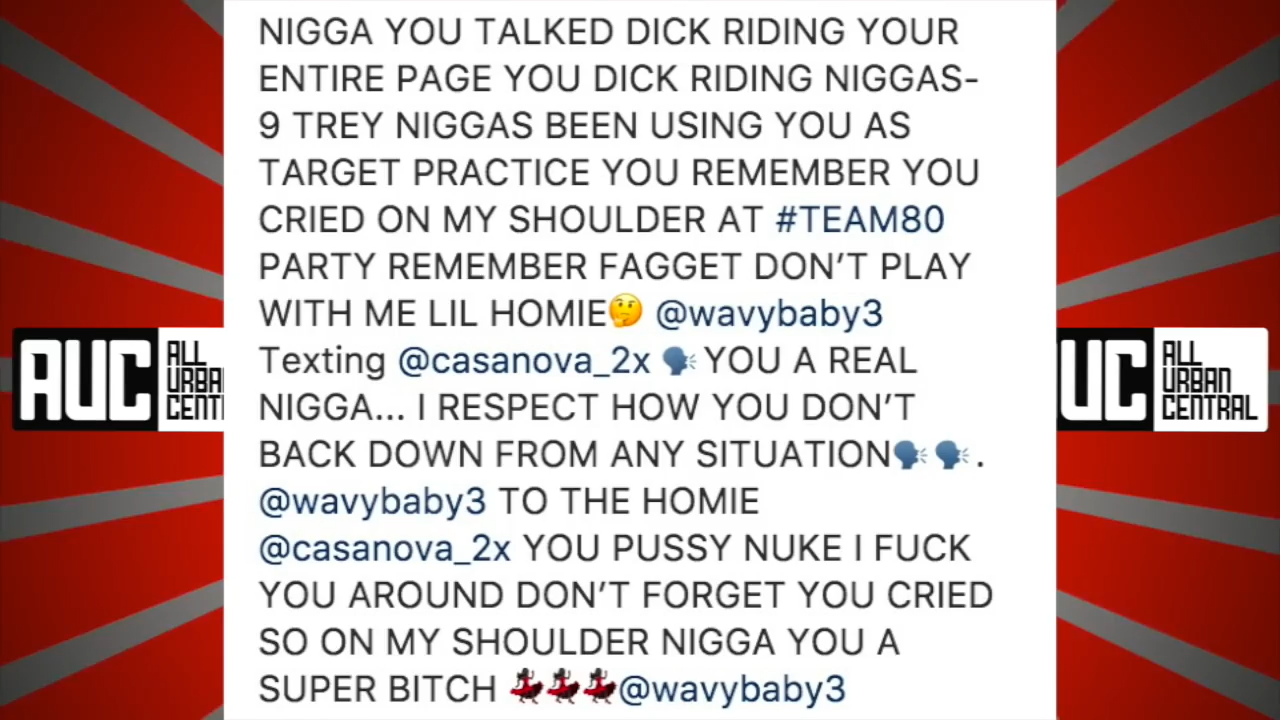 NIGGA YOU TALKED DICK RIDING YOUR
ENTIRE PAGE YOU DICK RIDING NIGGAS-
9 TREY NIGGAS BEEN USING YOU AS
TARGET PRACTICE YOU REMEMBER YOU
CRIED ON MY SHOULDER AT #TEAM80
PARTY REMEMBER FAGGET DON'T PLAY
WITH ME LIL HOMIE🤔 @wavybaby3
Texting @casanova_2x 🗣YOU A REAL
NIGGA... I RESPECT HOW YOU DON'T
BACK DOWN FROM ANY SITUATION🗣🗣.
@wavybaby3 TO THE HOMIE
@casanova_2x YOU PUSSY NUKE I FUCK
YOU AROUND DON'T FORGET YOU CRIED
SO ON MY SHOULDER NIGGA YOU A
SUPER BITCH 💃🏿💃🏿💃🏿@wavybaby3
AUC
ALL
URBA
CENT
UC
ALL
URBAN
CENTRAL